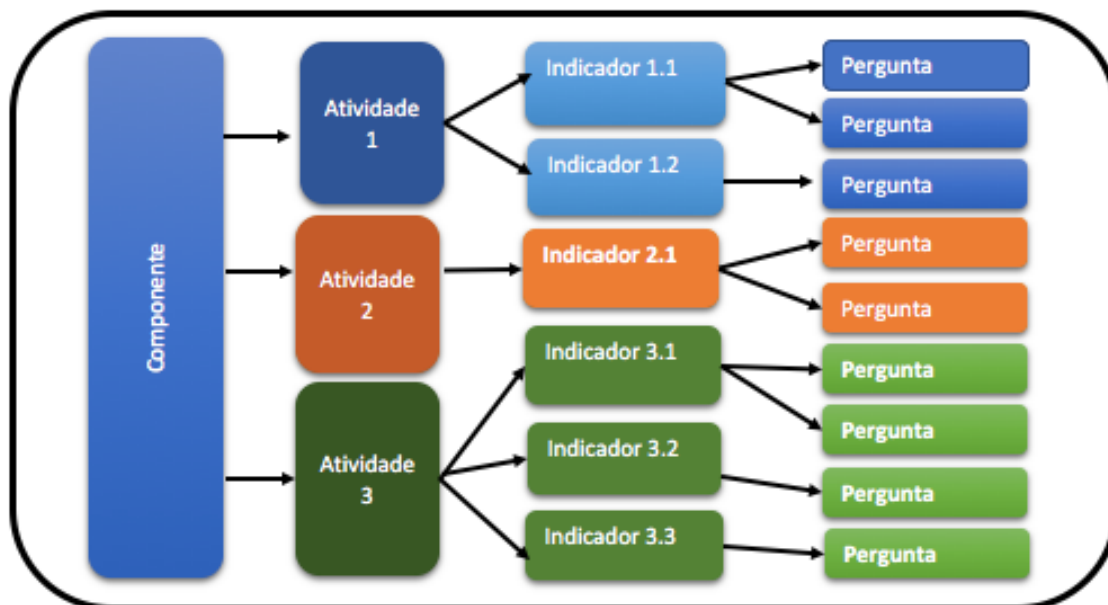 Componente
Atividade
1
Atividade
2
Atividade
3
Indicador 1.1
Indicador 1.2
Indicador 2.1
Indicador 3.1
Indicador 3.2
Indicador 3.3
Pergunta
Pergunta
Pergunta
Pergunta
Pergunta
Pergunta
Pergunta
Pergunta
Pergunta